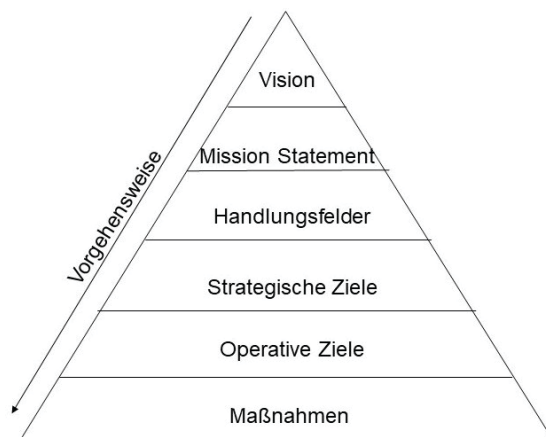 Vision
Mission Statement
Handlungsfelder
Vorgehensweise
Strategische Ziele
Operative Ziele
Maßnahmen